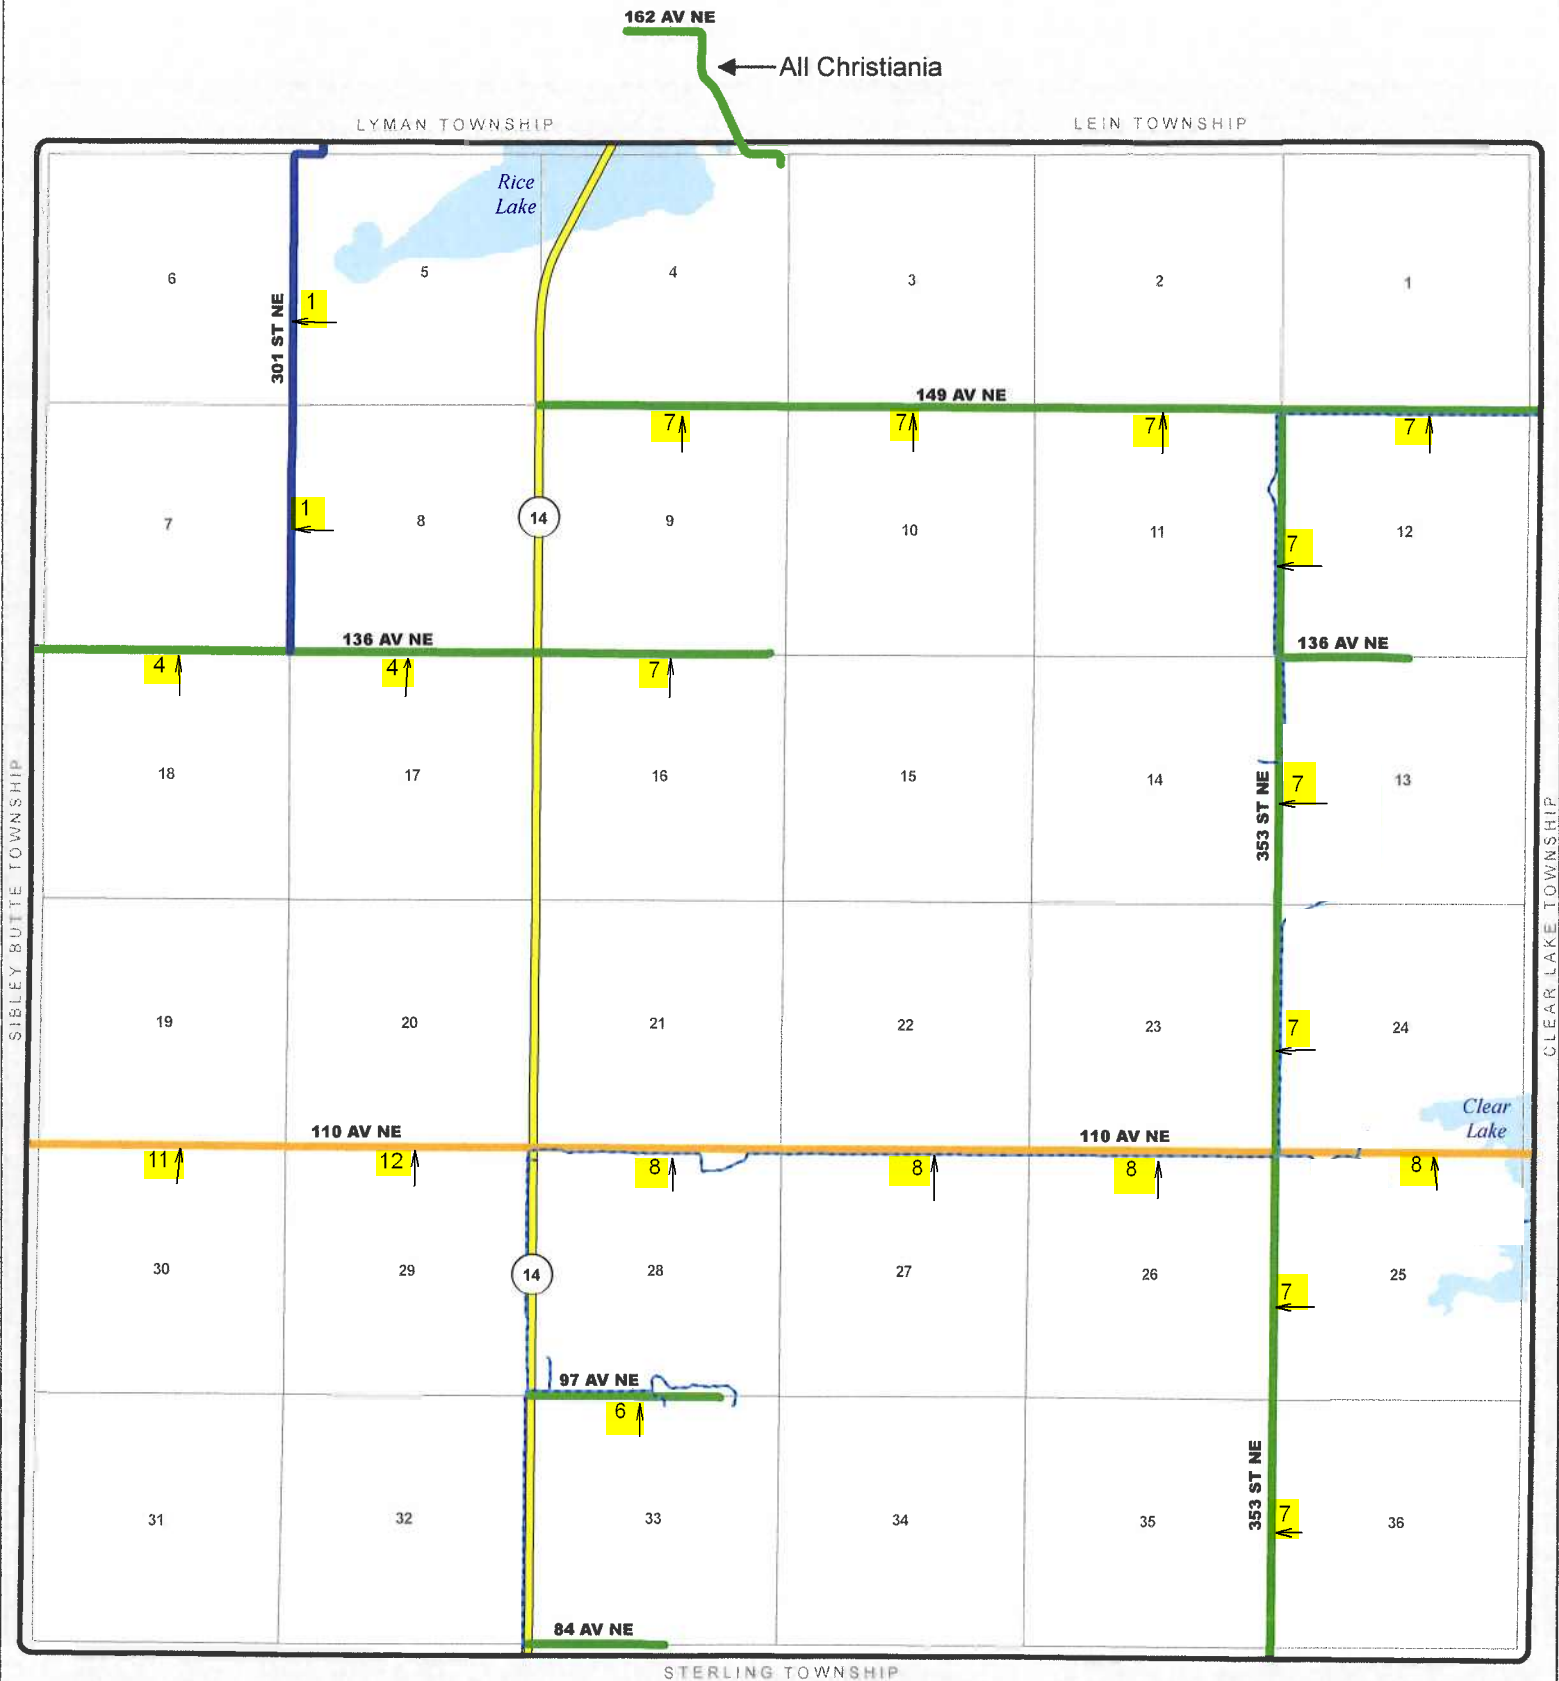 162 AV NE
All Christiania
LYMAN TOWNSHIP
LEIN TOWNSHIP
Rice
Lake
6
5
4
3
2
1
301 ST NE
1
149 AV NE
7
7
7
7
1
7
8
14
9
10
11
12
7
136 AV NE
136 AV NE
4
4
7
18
17
16
15
14
13
353 ST NE
7
SIBLEY BUTTE TOWNSHIP
CLEAR LAKE TOWNSHIP
19
20
21
22
23
24
7
Clear
Lake
110 AV NE
110 AV NE
11
12
8
8
8
8
30
29
14
28
27
26
25
7
97 AV NE
6
353 ST NE
31
32
33
34
35
36
7
84 AV NE
STERLING TOWNSHIP